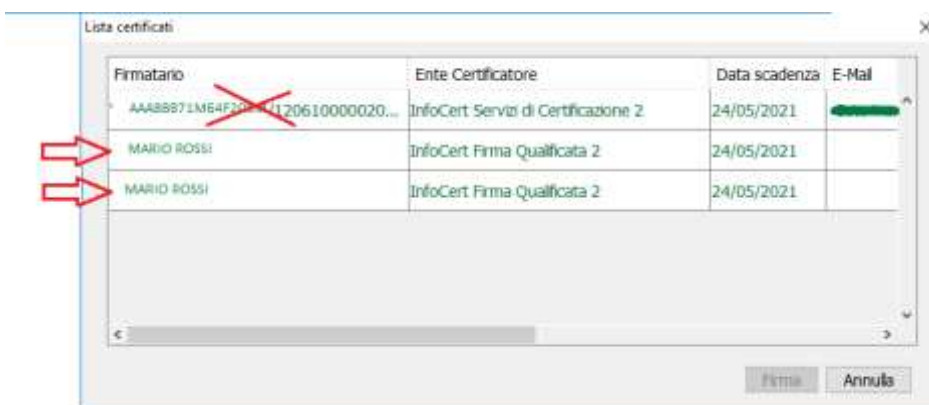 Lista certificati
Firmatario Ente Certificatore Data scadenza E-Mail
InfoCert Servizi di Certificazione 2 24/05/2021
MARIO ROSSI InfoCert Firma Qualificata 2 24/05/2021
MARIO ROSSI InfoCert Firma Qualificata 2 24/05/2021
Firma Annulla